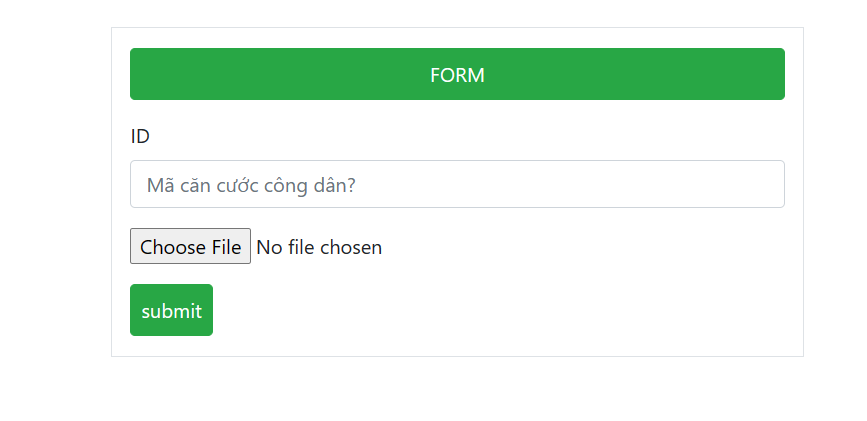 FORM
ID
Mã căn cước công dân?
Choose File No file chosen
submit